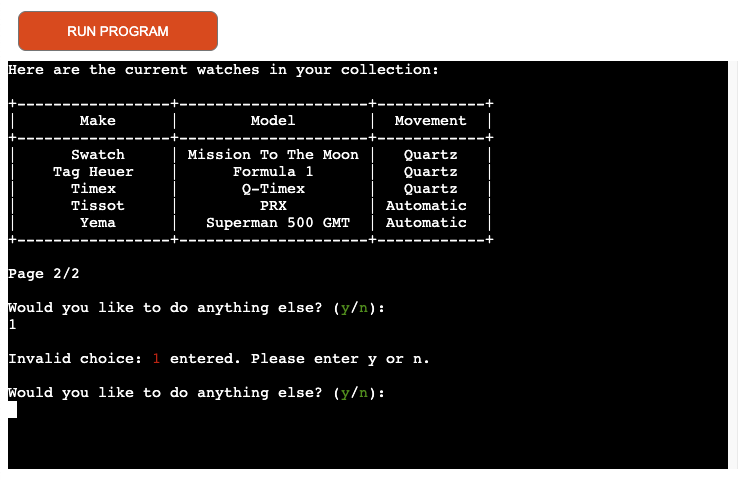 RUN PROGRAM
Here are the current watches in your collection:
+-----------------+---------------------+------------+
|       Make      |        Model        |  Movement  |
+-----------------+---------------------+------------+
|      Swatch     | Mission To The Moon |   Quartz   |
|    Tag Heuer    |      Formula 1      |   Quartz   |
|      Timex      |       Q-Timex       |   Quartz   |
|      Tissot     |         PRX         | Automatic  |
|       Yema      |   Superman 500 GMT  | Automatic  |
+-----------------+---------------------+------------+
Page 2/2
Would you like to do anything else? (y/n):
1
Invalid choice: 1 entered. Please enter y or n.
Would you like to do anything else? (y/n):